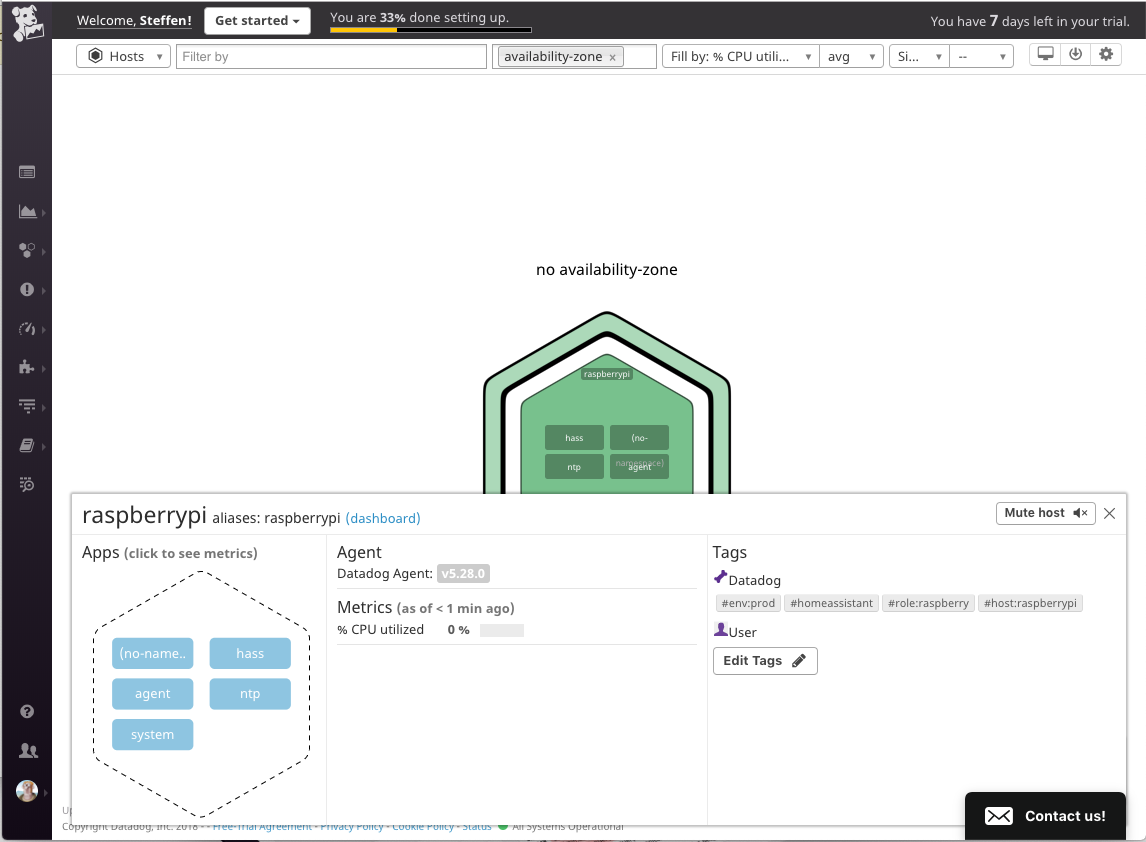 Welcome, Steffen!
Get started
You are 33% done setting up.
You have 7 days left in your trial.
Hosts
Filter by
availability-zone ×
Fill by: % CPU utili...
avg
Si...
--
no availability-zone
raspberrypi
hass
(no-namespace)
ntp
agent
raspberrypi aliases: raspberrypi (dashboard)
Mute host
Apps (click to see metrics)
(no-name..
hass
agent
ntp
system
Agent
Datadog Agent: v5.28.0
Metrics (as of < 1 min ago)
% CPU utilized 0 %
Tags
Datadog
#env:prod #homeassistant #role:raspberry #host:raspberrypi
User
Edit Tags
Up
Copyright Datadog, Inc. 2018 - - Free-Trial Agreement - Privacy Policy - Cookie Policy - Status All Systems Operational
Contact us!